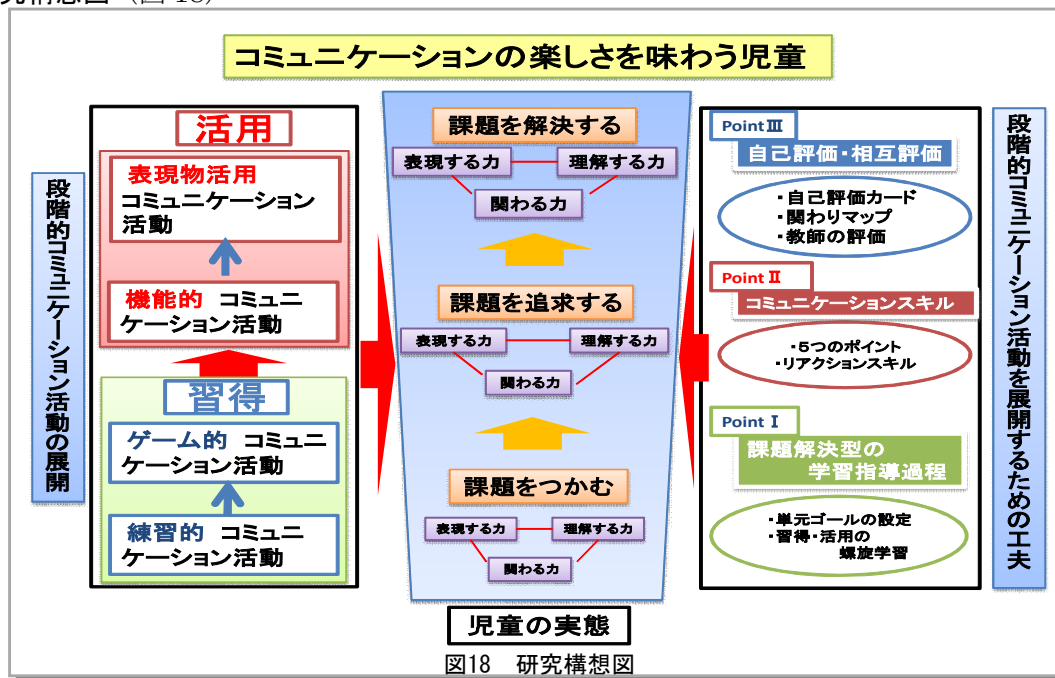 究構想図（図 18）
コミュニケーションの楽しさを味わう児童
段階的コミュニケーション活動の展開
活用
表現物活用
コミュニケーション
活動
機能的 コミュニ
ケーション活動
習得
ゲーム的 コミュニ
ケーション活動
練習的 コミュニ
ケーション活動
課題を解決する
表現する力
理解する力
関わる力
課題を追求する
表現する力
理解する力
関わる力
課題をつかむ
表現する力
理解する力
関わる力
児童の実態
Point Ⅲ
自己評価・相互評価
・自己評価カード
・関わりマップ
・教師の評価
Point Ⅱ
コミュニケーションスキル
・5つのポイント
・リアクションスキル
Point Ⅰ
課題解決型の
学習指導過程
・単元ゴールの設定
・習得・活用の
螺旋学習
段階的コミュニケーション活動を展開するための工夫
図18 研究構想図